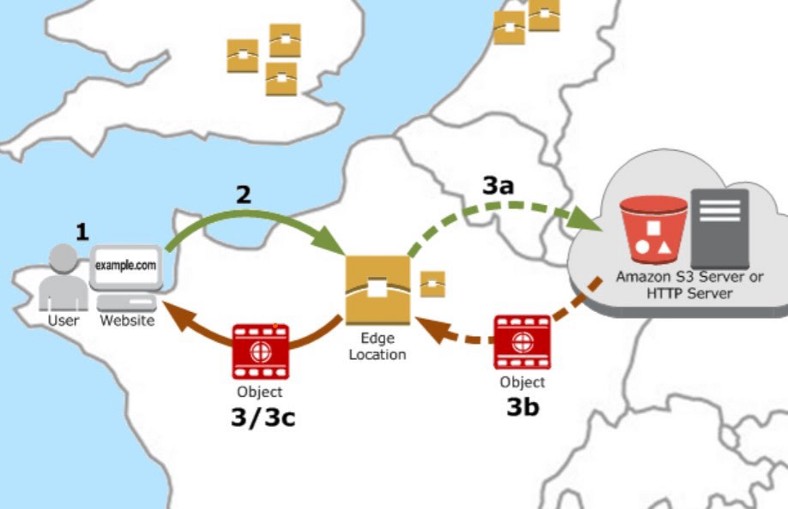 2
3a
1
example.com
User
Website
Amazon S3 Server or
HTTP Server
Edge
Location
Object
3/3c
Object
3b